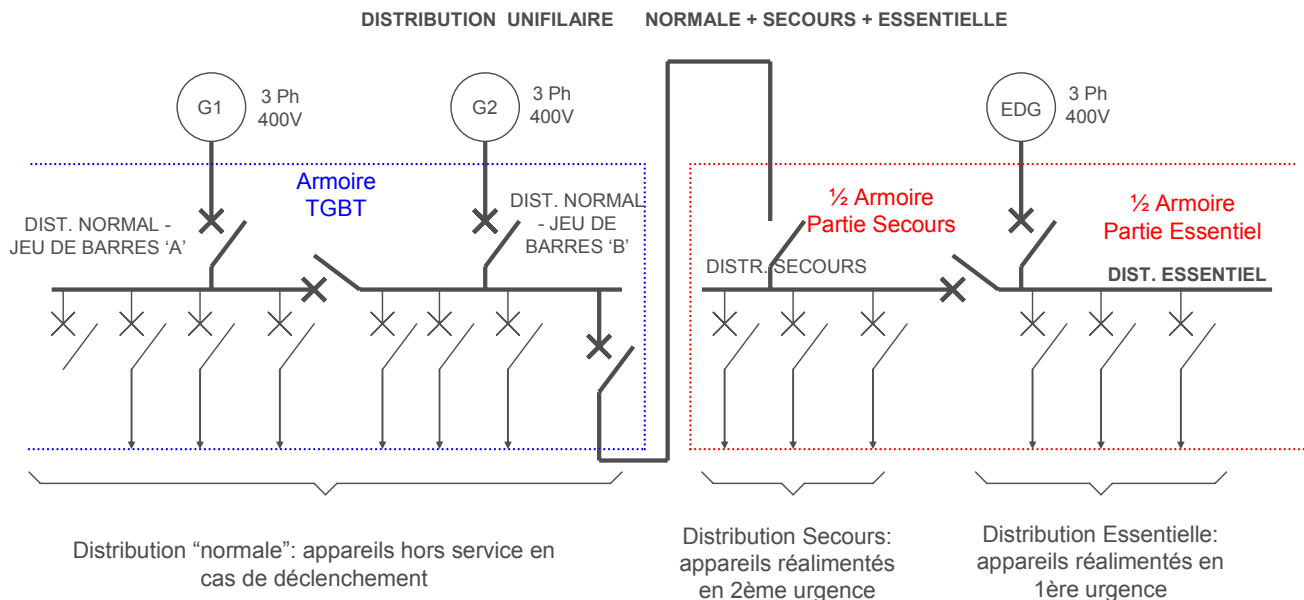 DISTRIBUTION UNIFILAIRE NORMALE + SECOURS + ESSENTIELLE
G1
3 Ph
400V
G2
3 Ph
400V
EDG
3 Ph
400V
Armoire
TGBT
DIST. NORMAL -
JEU DE BARRES ‘A’
DIST. NORMAL
- JEU DE
BARRES ‘B’
½ Armoire
Partie Secours
½ Armoire
Partie Essentiel
DISTR. SECOURS
DIST. ESSENTIEL
Distribution “normale”: appareils hors service en
cas de déclenchement
Distribution Secours:
appareils réalimentés
en 2ème urgence
Distribution Essentielle:
appareils réalimentés en
1ère urgence